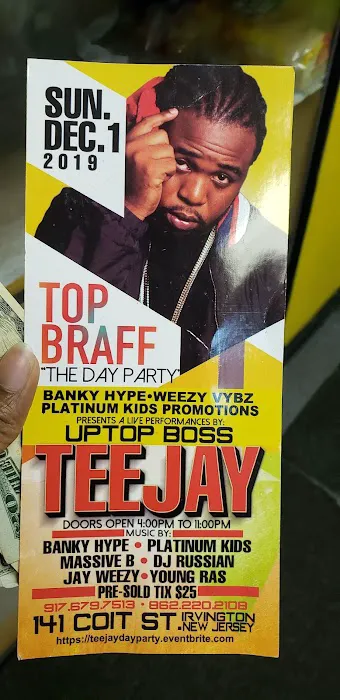 SUN.
DEC.1
2019
TOP
BRAFF
"THE DAY PARTY"
BANKY HYPE•WEEZY VYBZ
PLATINUM KIDS PROMOTIONS
PRESENTS A LIVE PERFORMANCES BY:
UPTOP BOSS
TEEJAY
DOORS OPEN 4:00PM TO 11:00PM
MUSIC BY:
BANKY HYPE • PLATINUM KIDS
MASSIVE B • DJ RUSSIAN
JAY WEEZY • YOUNG RAS
PRE-SOLD TIX $25
917.679.7513 • 862.220.2108
141 COIT ST. IRVINGTON
NEW JERSEY
https://teejaydayparty.eventbrite.com